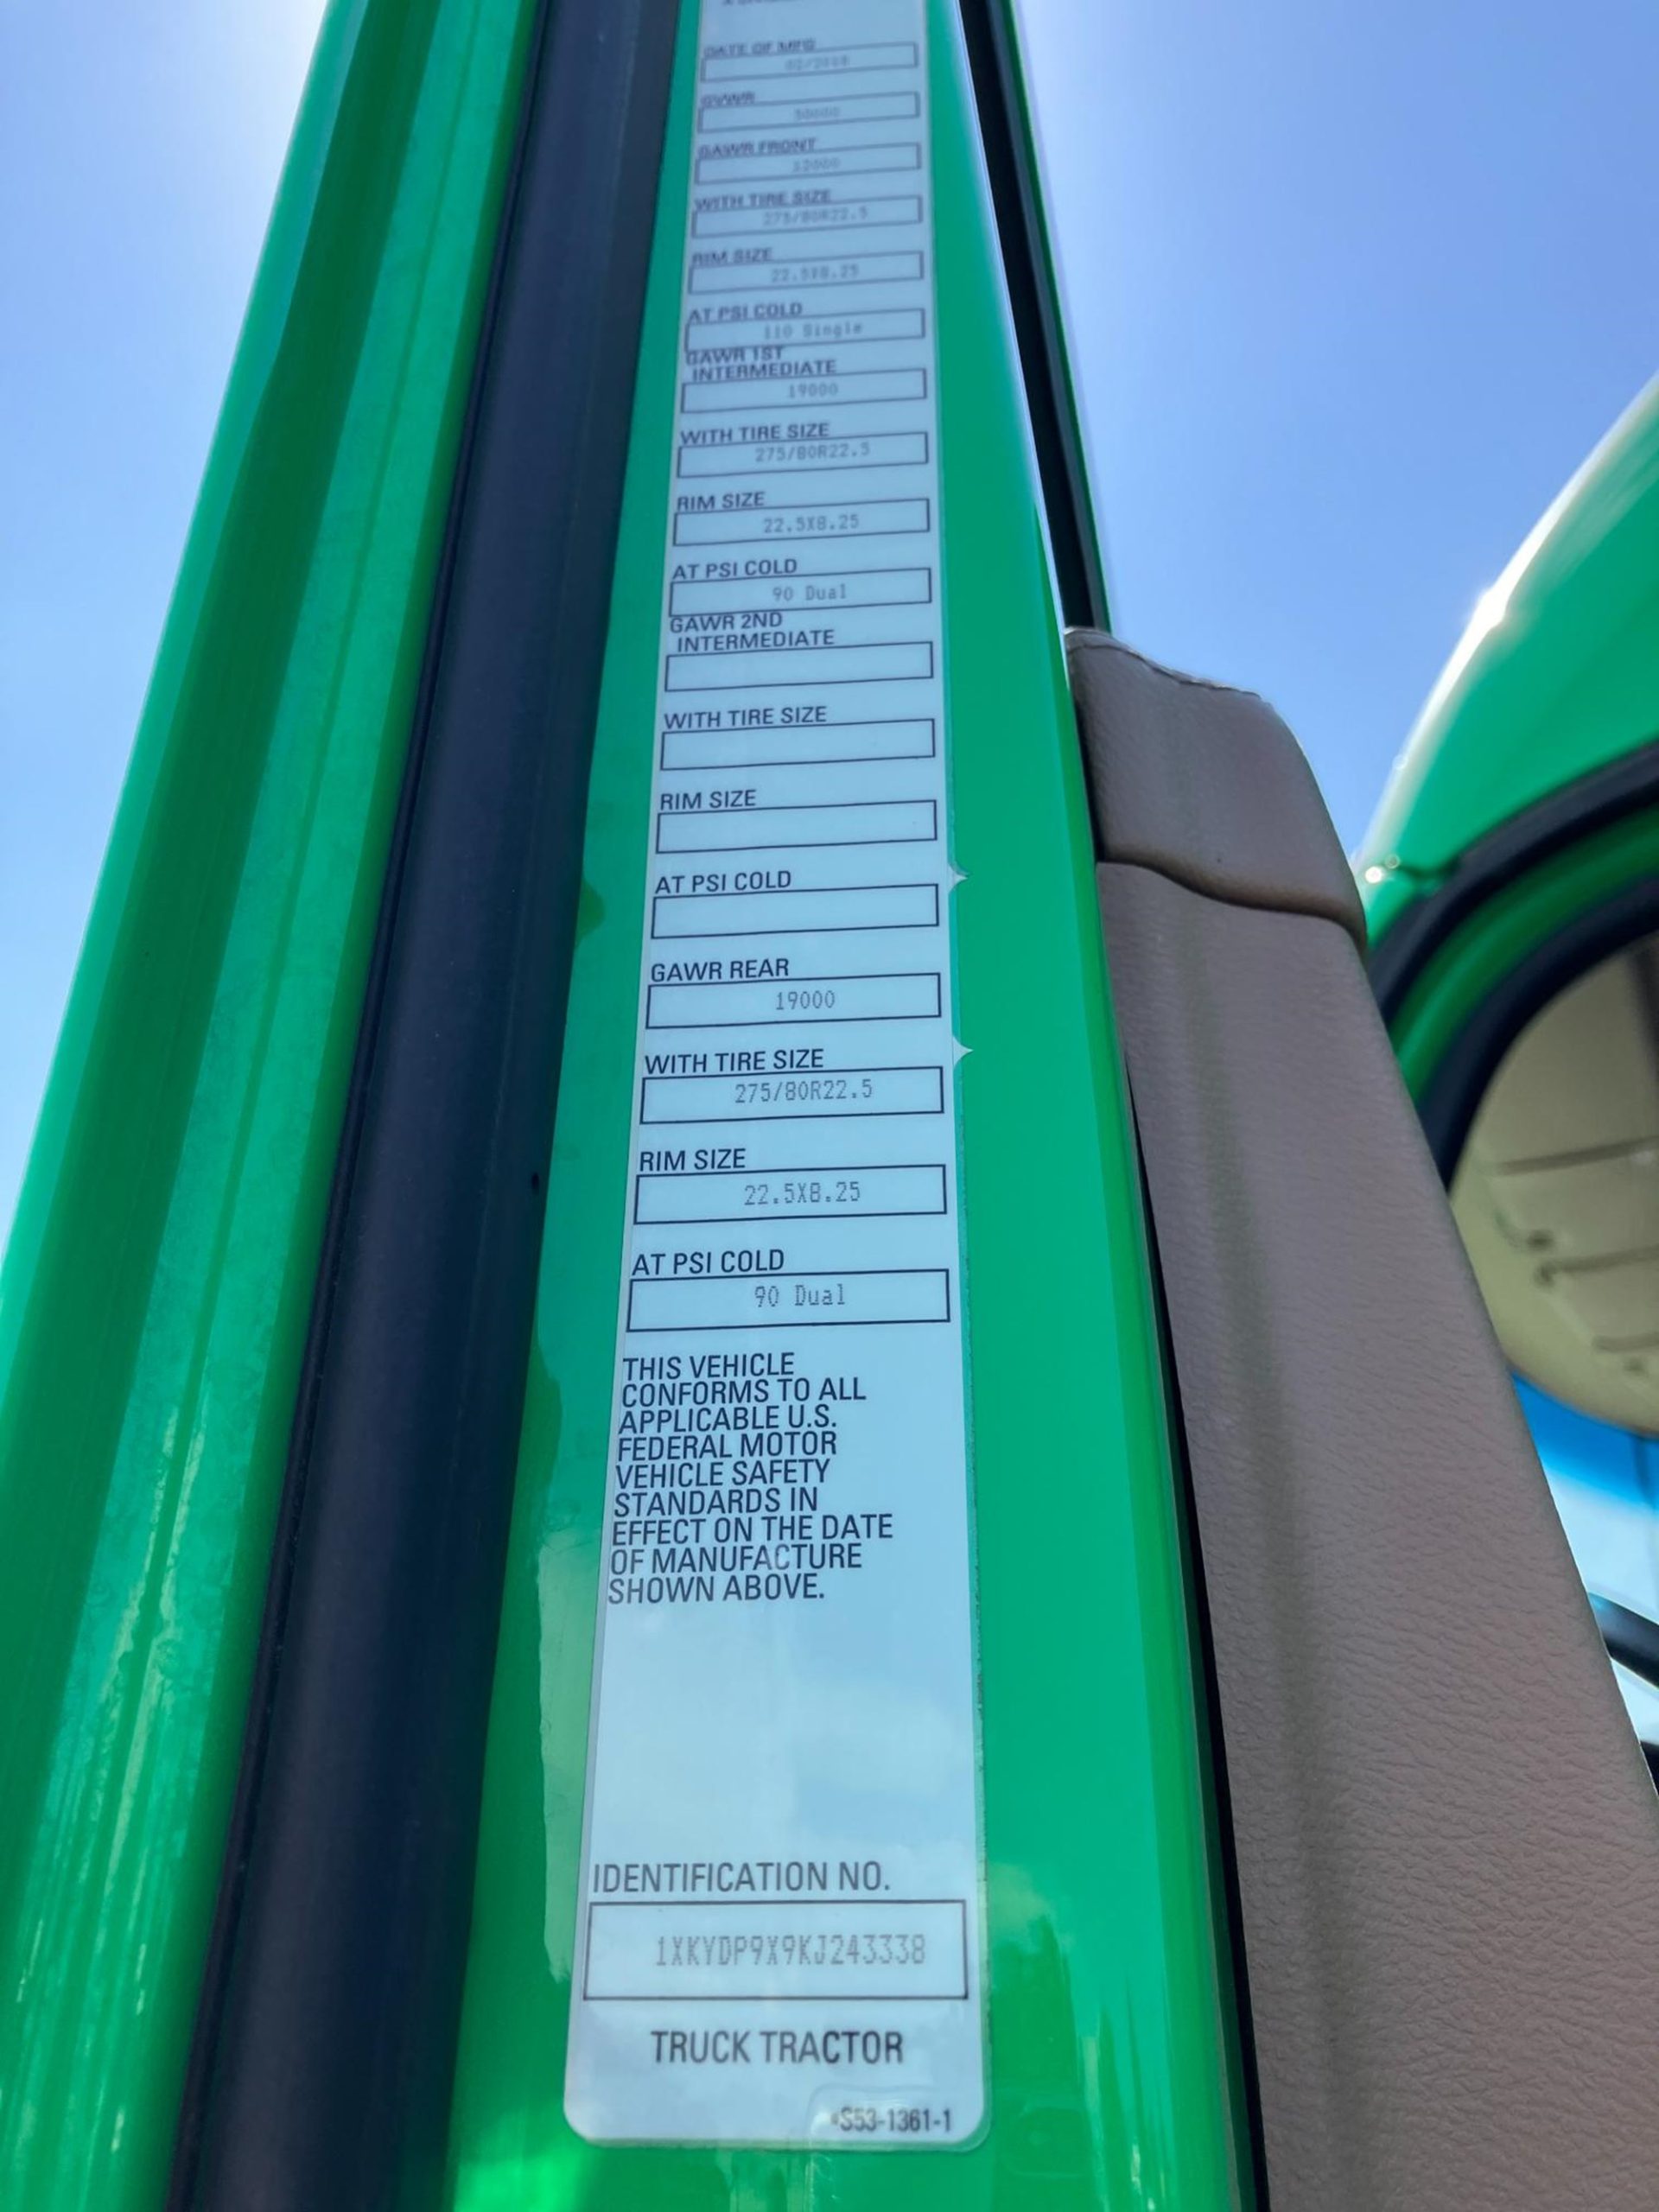 DATE OF MFG
02/2018
GVWR
50000
GAWR FRONT
12000
WITH TIRE SIZE
275/80R22.5
RIM SIZE
22.5X8.25
AT PSI COLD
110 Single
GAWR 1ST
INTERMEDIATE
19000
WITH TIRE SIZE
275/80R22.5
RIM SIZE
22.5X8.25
AT PSI COLD
90 Dual
GAWR 2ND
INTERMEDIATE
WITH TIRE SIZE
RIM SIZE
AT PSI COLD
GAWR REAR
19000
WITH TIRE SIZE
275/80R22.5
RIM SIZE
22.5X8.25
AT PSI COLD
90 Dual
THIS VEHICLE
CONFORMS TO ALL
APPLICABLE U.S.
FEDERAL MOTOR
VEHICLE SAFETY
STANDARDS IN
EFFECT ON THE DATE
OF MANUFACTURE
SHOWN ABOVE.
IDENTIFICATION NO.
1XKYDP9X9KJ243338
TRUCK TRACTOR
S53-1361-1